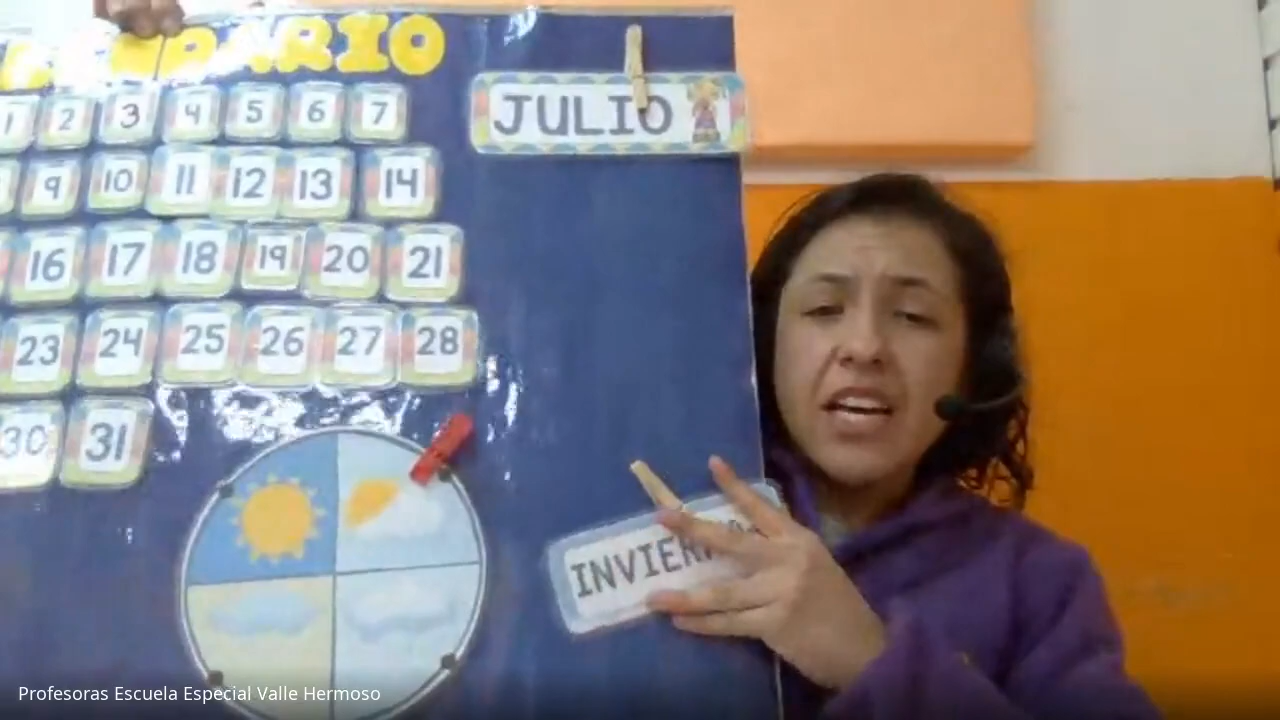 JULIO
1 2 3 4 5 6 7
9 10 11 12 13 14
16 17 18 19 20 21
23 24 25 26 27 28
30 31
Profesoras Escuela Especial Valle Hermoso